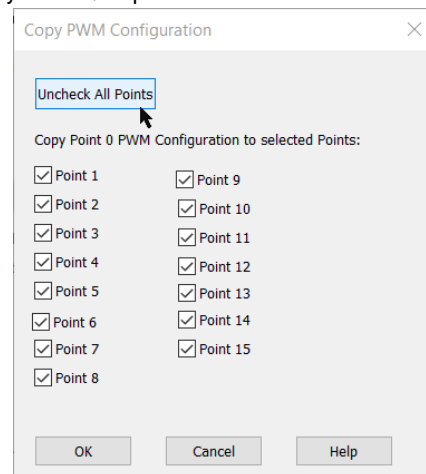 Copy PWM Configuration
Uncheck All Points
Copy Point 0 PWM Configuration to selected Points:
Point 1
Point 2
Point 3
Point 4
Point 5
Point 6
Point 7
Point 8
Point 9
Point 10
Point 11
Point 12
Point 13
Point 14
Point 15
OK Cancel Help